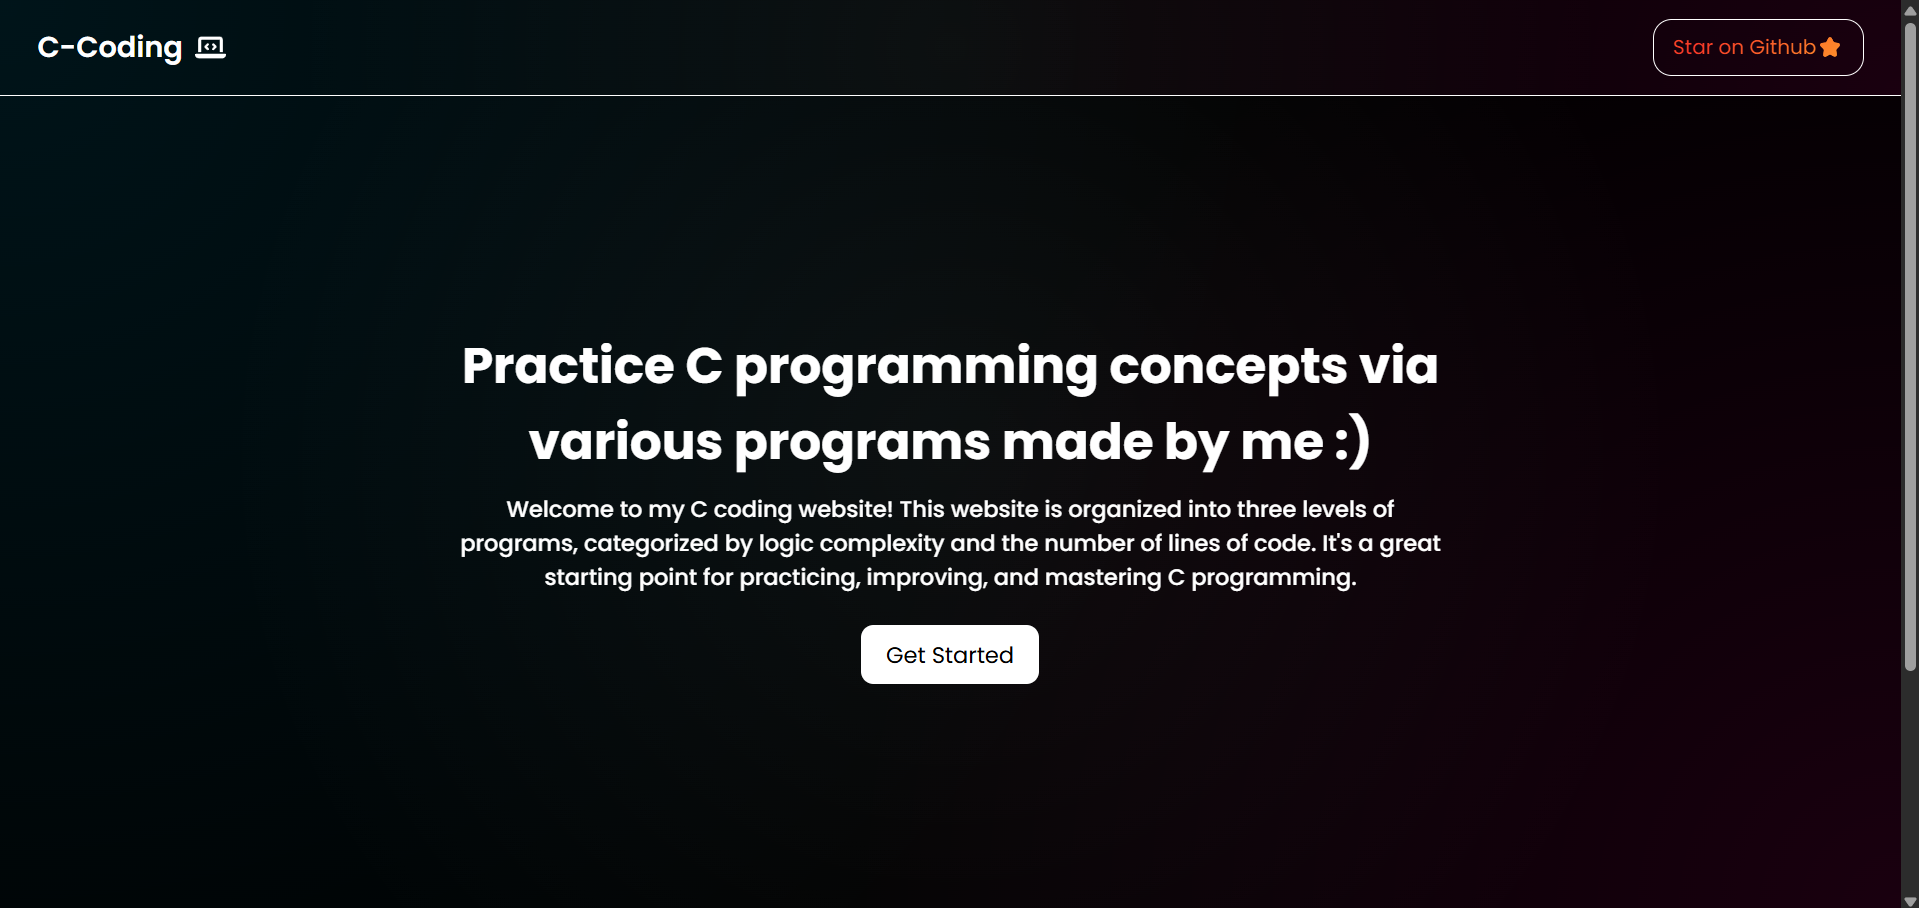 C-Coding
Star on Github
Practice C programming concepts via
various programs made by me :)
Welcome to my C coding website! This website is organized into three levels of
programs, categorized by logic complexity and the number of lines of code. It's a great
starting point for practicing, improving, and mastering C programming.
Get Started